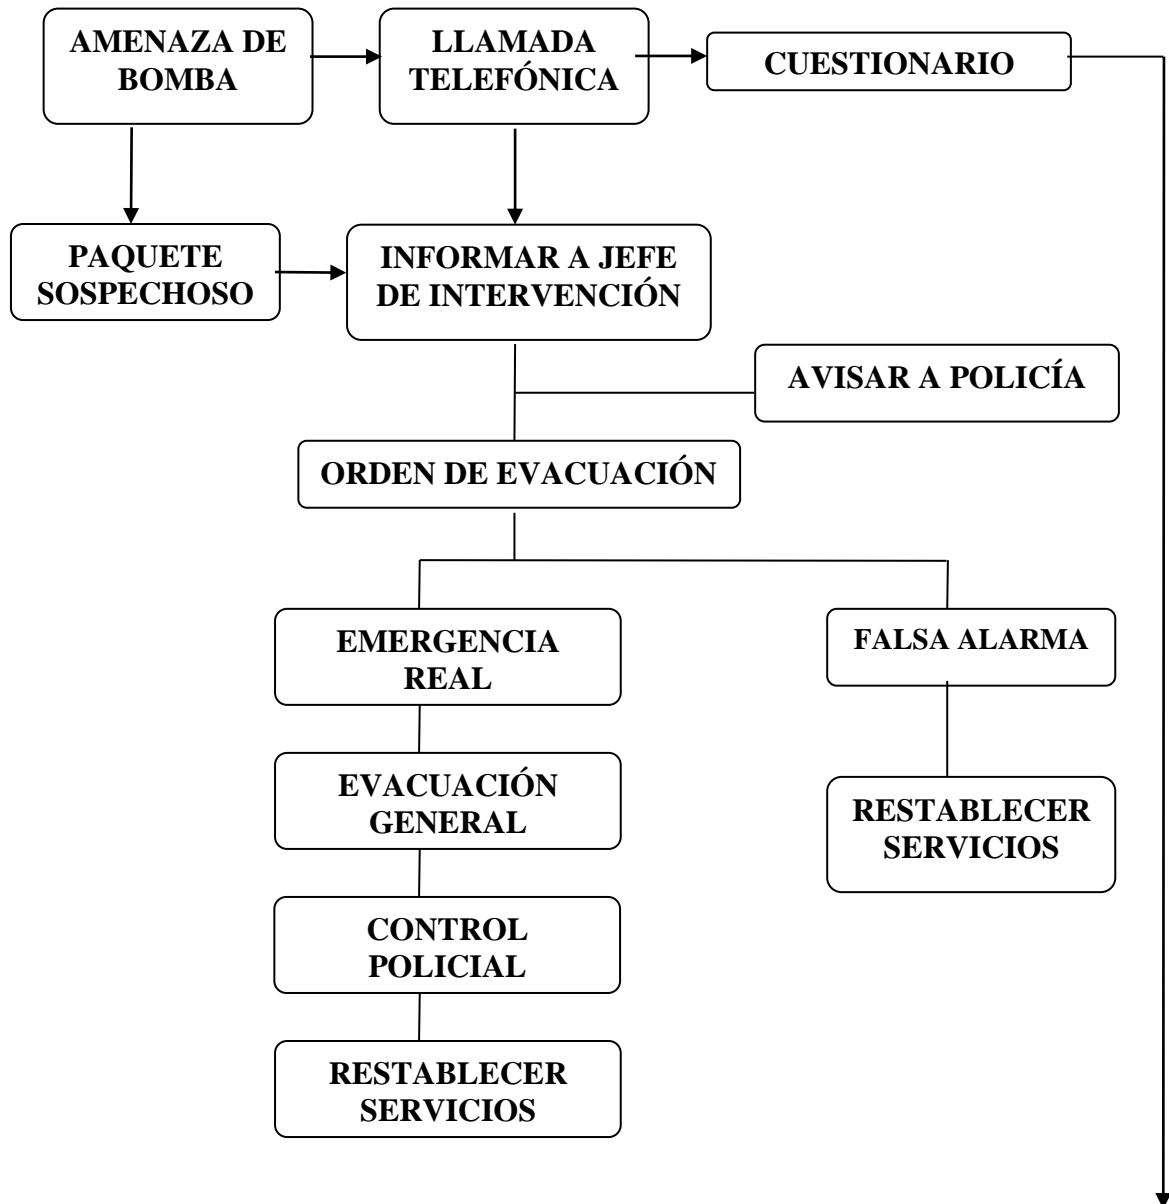 AMENAZA DE
BOMBA
LLAMADA
TELEFÓNICA
CUESTIONARIO
PAQUETE
SOSPECHOSO
INFORMAR A JEFE
DE INTERVENCIÓN
AVISAR A POLICÍA
ORDEN DE EVACUACIÓN
EMERGENCIA
REAL
FALSA ALARMA
EVACUACIÓN
GENERAL
RESTABLECER
SERVICIOS
CONTROL
POLICIAL
RESTABLECER
SERVICIOS